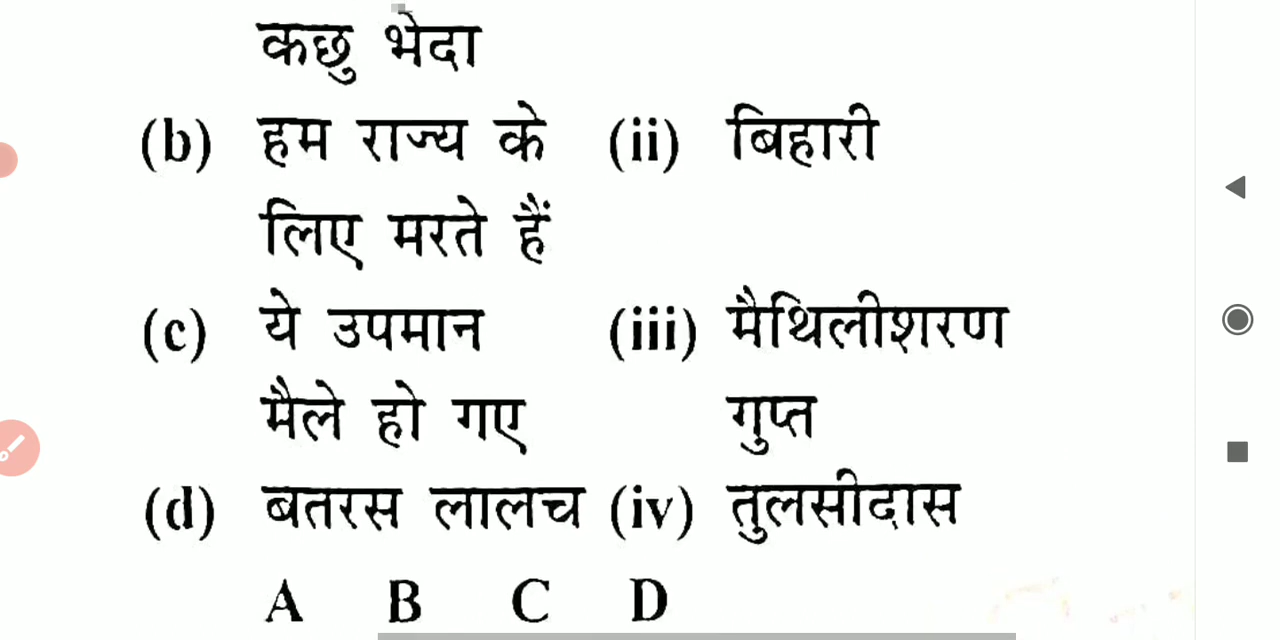 कछु भेदा
(b) हम राज्य के (ii) बिहारी
लिए मरते हैं
(c) ये उपमान (iii) मैथिलीशरण
मैले हो गए गुप्त
(d) बतरस लालच (iv) तुलसीदास
A B C D